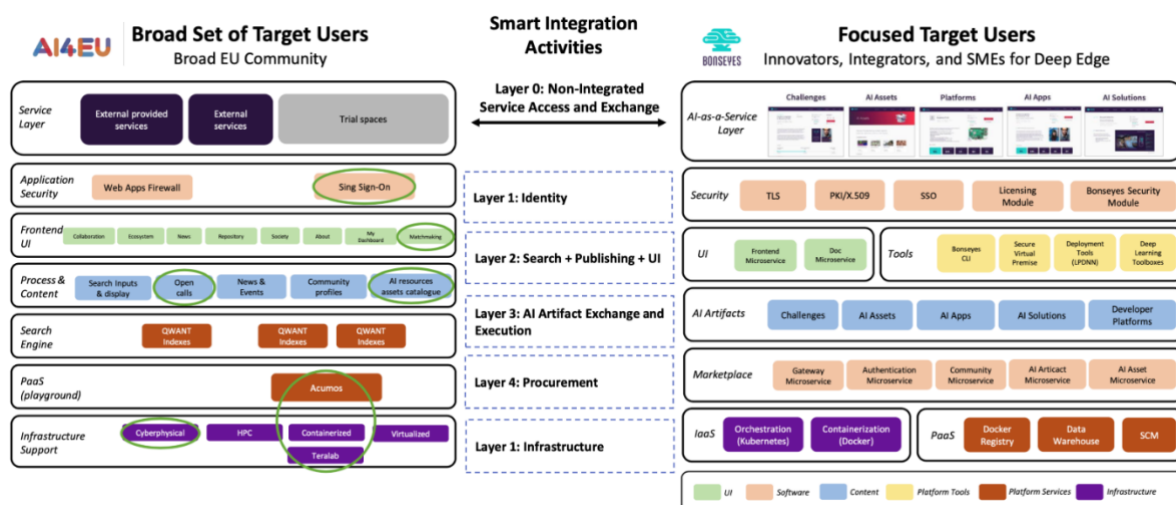 AI4EU
Broad Set of Target Users
Broad EU Community
Smart Integration
Activities
BONSEYES
Focused Target Users
Innovators, Integrators, and SMEs for Deep Edge
Service
Layer
External provided
services
External
services
Trial spaces
Layer 0: Non-Integrated
Service Access and Exchange
AI-as-a-Service
Layer
Challenges
AI Assets
Platforms
AI Apps
AI Solutions
Application
Security
Web Apps Firewall
Sing Sign-On
Layer 1: Identity
Security
TLS
PKI/X.509
SSO
Licensing
Module
Bonseyes Security
Module
Frontend
UI
Collaboration
Ecosystem
News
Repository
Society
About
My
Dashboard
Matchmaking
Layer 2: Search + Publishing + UI
UI
Frontend
Microservice
Doc
Microservice
Tools
Bonseyes
CLI
Secure
Virtual
Premise
Deployment
Tools
(LPDNN)
Deep
Learning
Toolboxes
Process &
Content
Search Inputs
& display
Open
calls
News &
Events
Community
profiles
AI resources
assets catalogue
Layer 3: AI Artifact Exchange and
Execution
AI Artifacts
Challenges
AI Assets
AI Apps
AI Solutions
Developer
Platforms
Search
Engine
QWANT
Indexes
QWANT
Indexes
QWANT
Indexes
PaaS
(playground)
Acumos
Layer 4: Procurement
Marketplace
Gateway
Microservice
Authentication
Microservice
Community
Microservice
AI Articact
Microservice
AI Asset
Microservice
Infrastructure
Support
Cyberphysical
HPC
Containerized
Virtualized
Teralab
Layer 1: Infrastructure
IaaS
Orchestration
(Kubernetes)
Containerization
(Docker)
PaaS
Docker
Registry
Data
Warehouse
SCM
UI
Software
Content
Platform Tools
Platform Services
Infrastructure